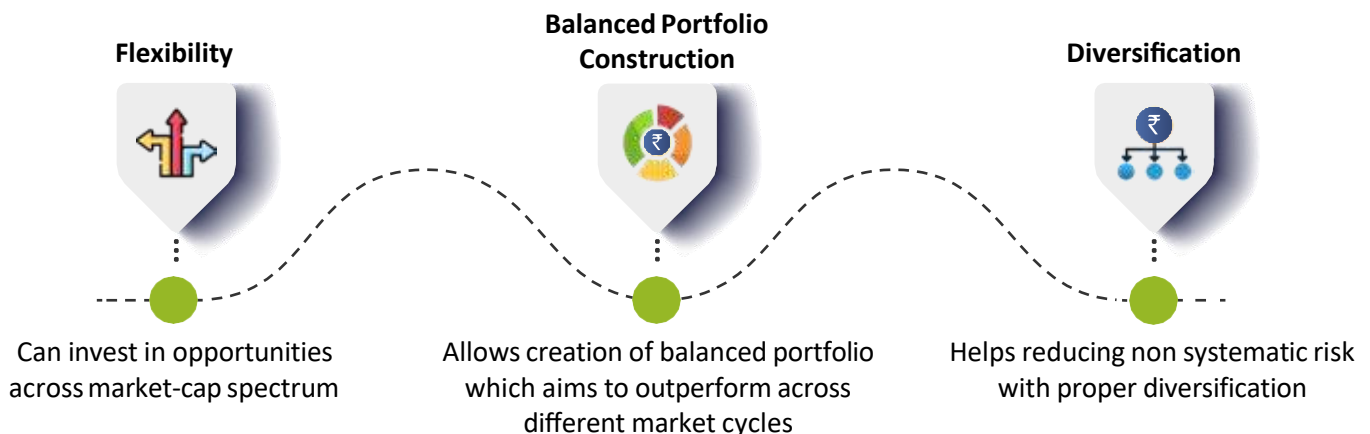 Flexibility
Can invest in opportunities
across market-cap spectrum
Balanced Portfolio
Construction
₹
Allows creation of balanced portfolio
which aims to outperform across
different market cycles
Diversification
₹
Helps reducing non systematic risk
with proper diversification